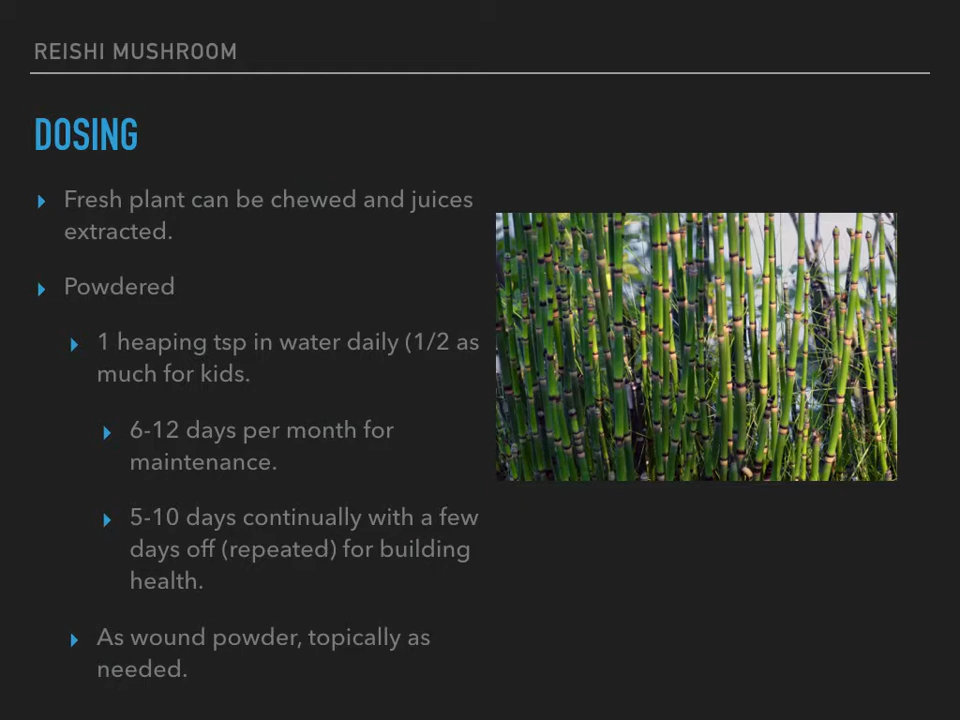 REISHI MUSHROOM
DOSING
Fresh plant can be chewed and juices
extracted.
Powdered
1 heaping tsp in water daily (1/2 as
much for kids.
6-12 days per month for
maintenance.
5-10 days continually with a few
days off (repeated) for building
health.
As wound powder, topically as
needed.